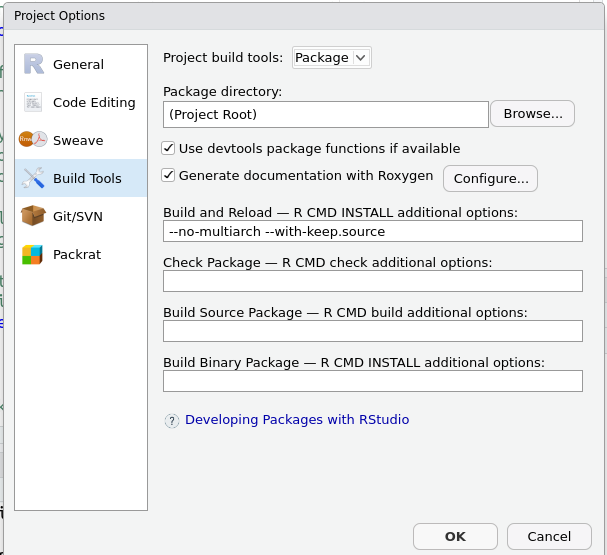 Project Options
General
Code Editing
Sweave
Build Tools
Git/SVN
Packrat
Project build tools: Package
Package directory:
(Project Root) Browse...
Use devtools package functions if available
Generate documentation with Roxygen Configure...
Build and Reload — R CMD INSTALL additional options:
--no-multiarch --with-keep.source
Check Package — R CMD check additional options:
Build Source Package — R CMD build additional options:
Build Binary Package — R CMD INSTALL additional options:
? Developing Packages with RStudio
OK Cancel